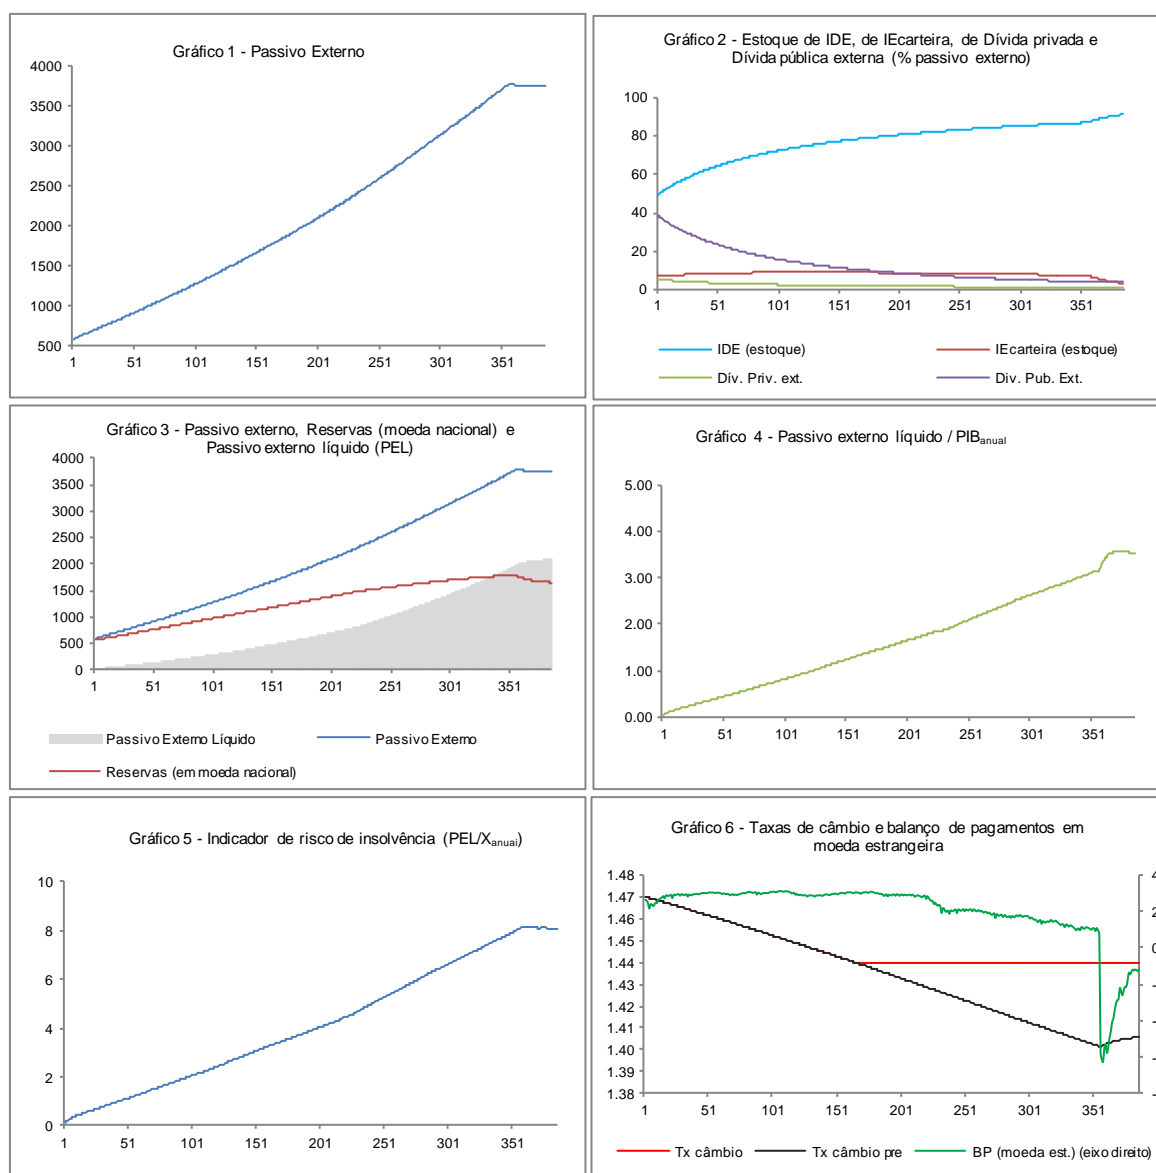 Gráfico 1 - Passivo Externo
4000
3500
3000
2500
2000
1500
1000
500
1 51 101 151 201 251 301 351
Gráfico 2 - Estoque de IDE, de IEcarteira, de Dívida privada e
Dívida pública externa (% passivo externo)
100
80
60
40
20
0
1 51 101 151 201 251 301 351
IDE (estoque) IEcarteira (estoque)
Dív. Priv. ext. Div. Pub. Ext.
Gráfico 3 - Passivo externo, Reservas (moeda nacional) e
Passivo externo líquido (PEL)
4000
3500
3000
2500
2000
1500
1000
500
0
1 51 101 151 201 251 301 351
Passivo Externo Líquido Passivo Externo
Reservas (em moeda nacional)
Gráfico 4 - Passivo externo líquido / PIBanual
5.00
4.00
3.00
2.00
1.00
0.00
1 51 101 151 201 251 301 351
Gráfico 5 - Indicador de risco de insolvência (PEL/Xanual)
10
8
6
4
2
0
1 51 101 151 201 251 301 351
Gráfico 6 - Taxas de câmbio e balanço de pagamentos em
moeda estrangeira
1.48 4
1.47
1.46 2
1.45
1.44 0
1.43 -
1.42
1.41 -
1.40 -
1.39
1.38 -
1 51 101 151 201 251 301 351
Tx câmbio Tx câmbio pre BP (moeda est.) (eixo direito)